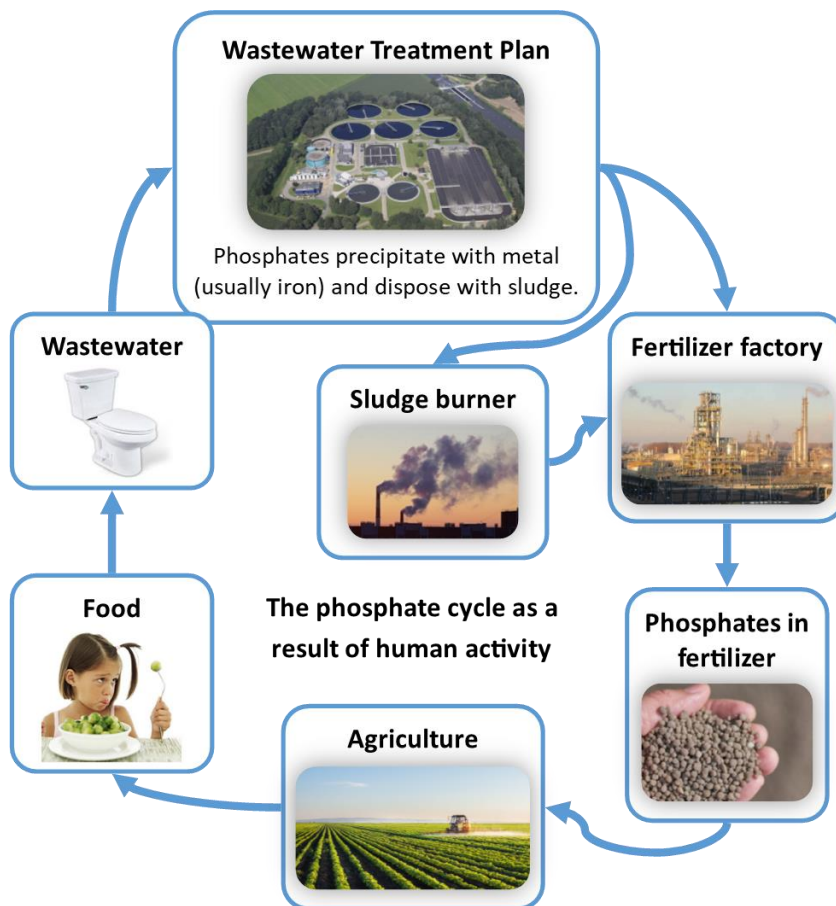 Wastewater Treatment Plan
Phosphates precipitate with metal
(usually iron) and dispose with sludge.
Wastewater
Sludge burner
Fertilizer factory
Food
The phosphate cycle as a
result of human activity
Phosphates in
fertilizer
Agriculture